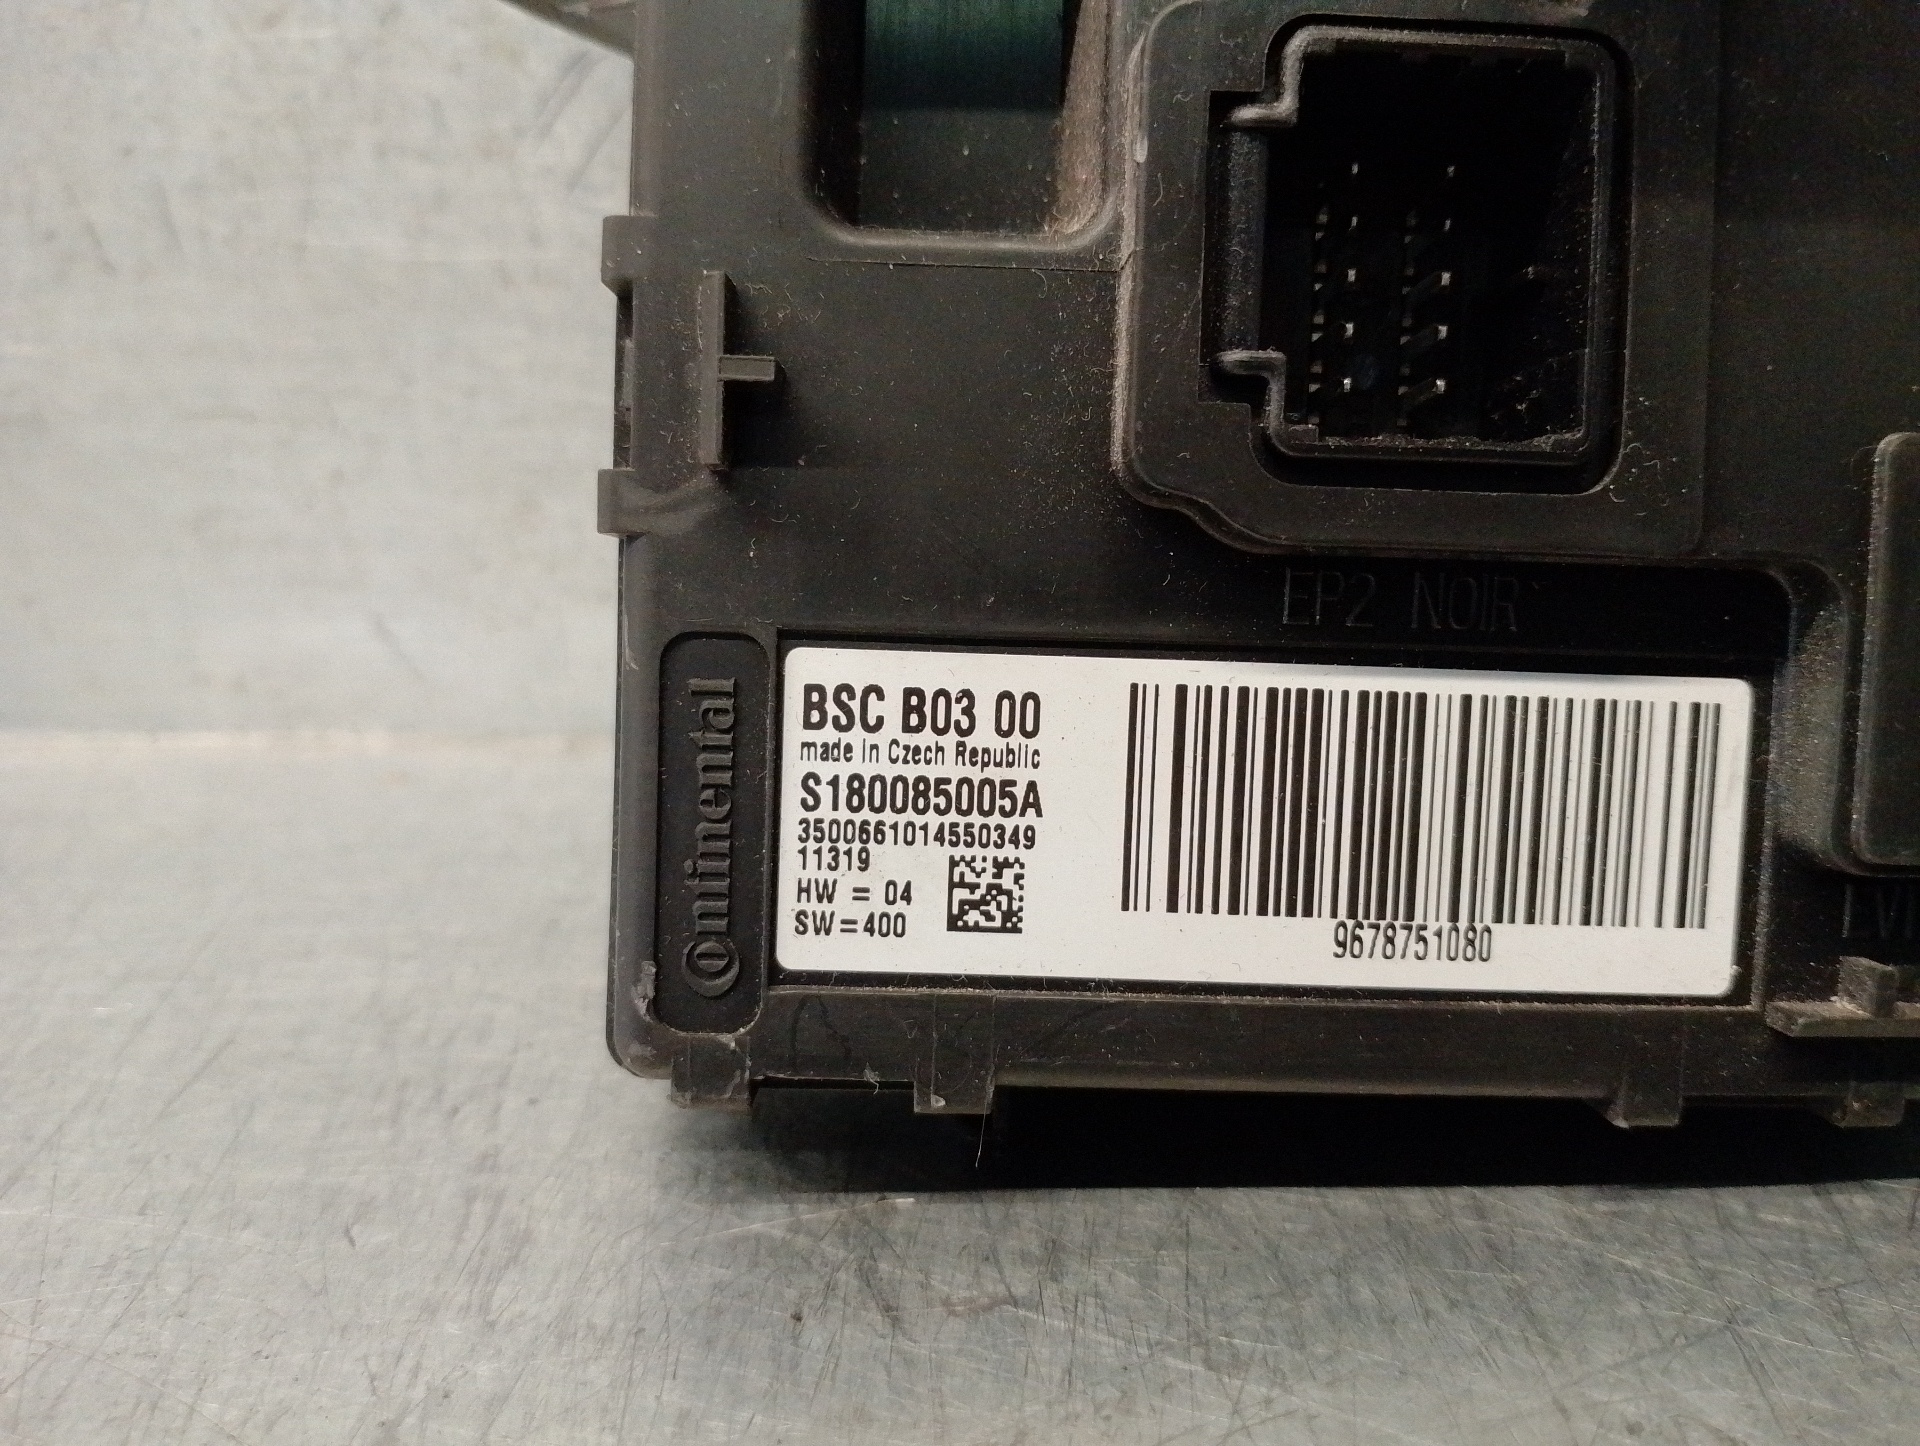 EP2 NOIR
Continental
BSC B03 00
made in Czech Republic
S180085005A
3500661014550349
11319
HW = 04
SW=400
9678751080